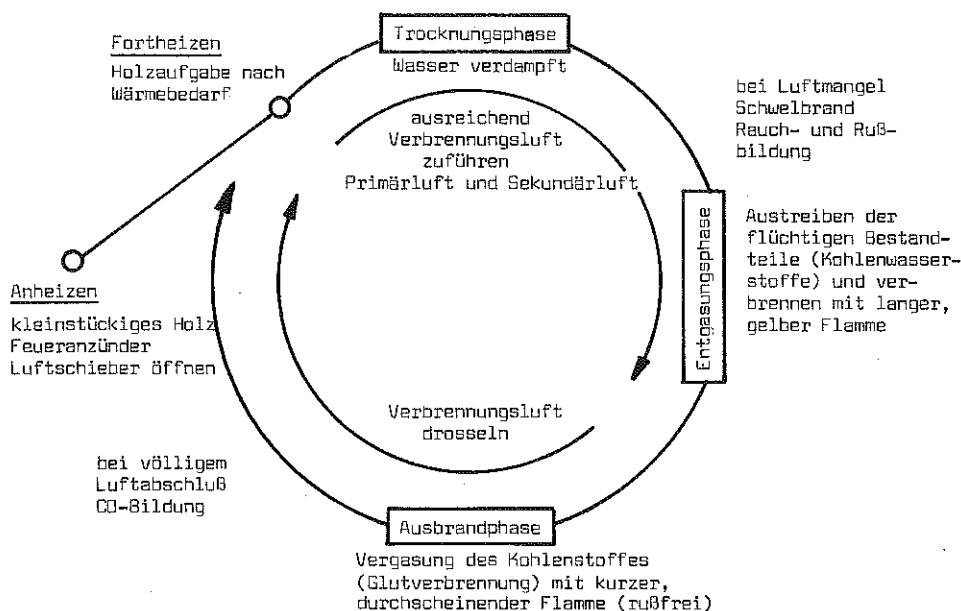 Trocknungsphase
Wasser verdampft
Fortheizen
Holzaufgabe nach
Wärmebedarf
ausreichend
Verbrennungsluft
zuführen
Primärluft und Sekundärluft
bei Luftmangel
Schwelbrand
Rauch- und Ruß-
bildung
Entgasungsphase
Austreiben der
flüchtigen Bestand-
teile (Kohlenwasser-
stoffe) und ver-
brennen mit langer,
gelber Flamme
Anheizen
kleinstückiges Holz
Feueranzünder
Luftschieber öffnen
Verbrennungsluft
drosseln
bei völligem
Luftabschluß
CO-Bildung
Ausbrandphase
Vergasung des Kohlenstoffes
(Glutverbrennung) mit kurzer,
durchscheinender Flamme (rußfrei)